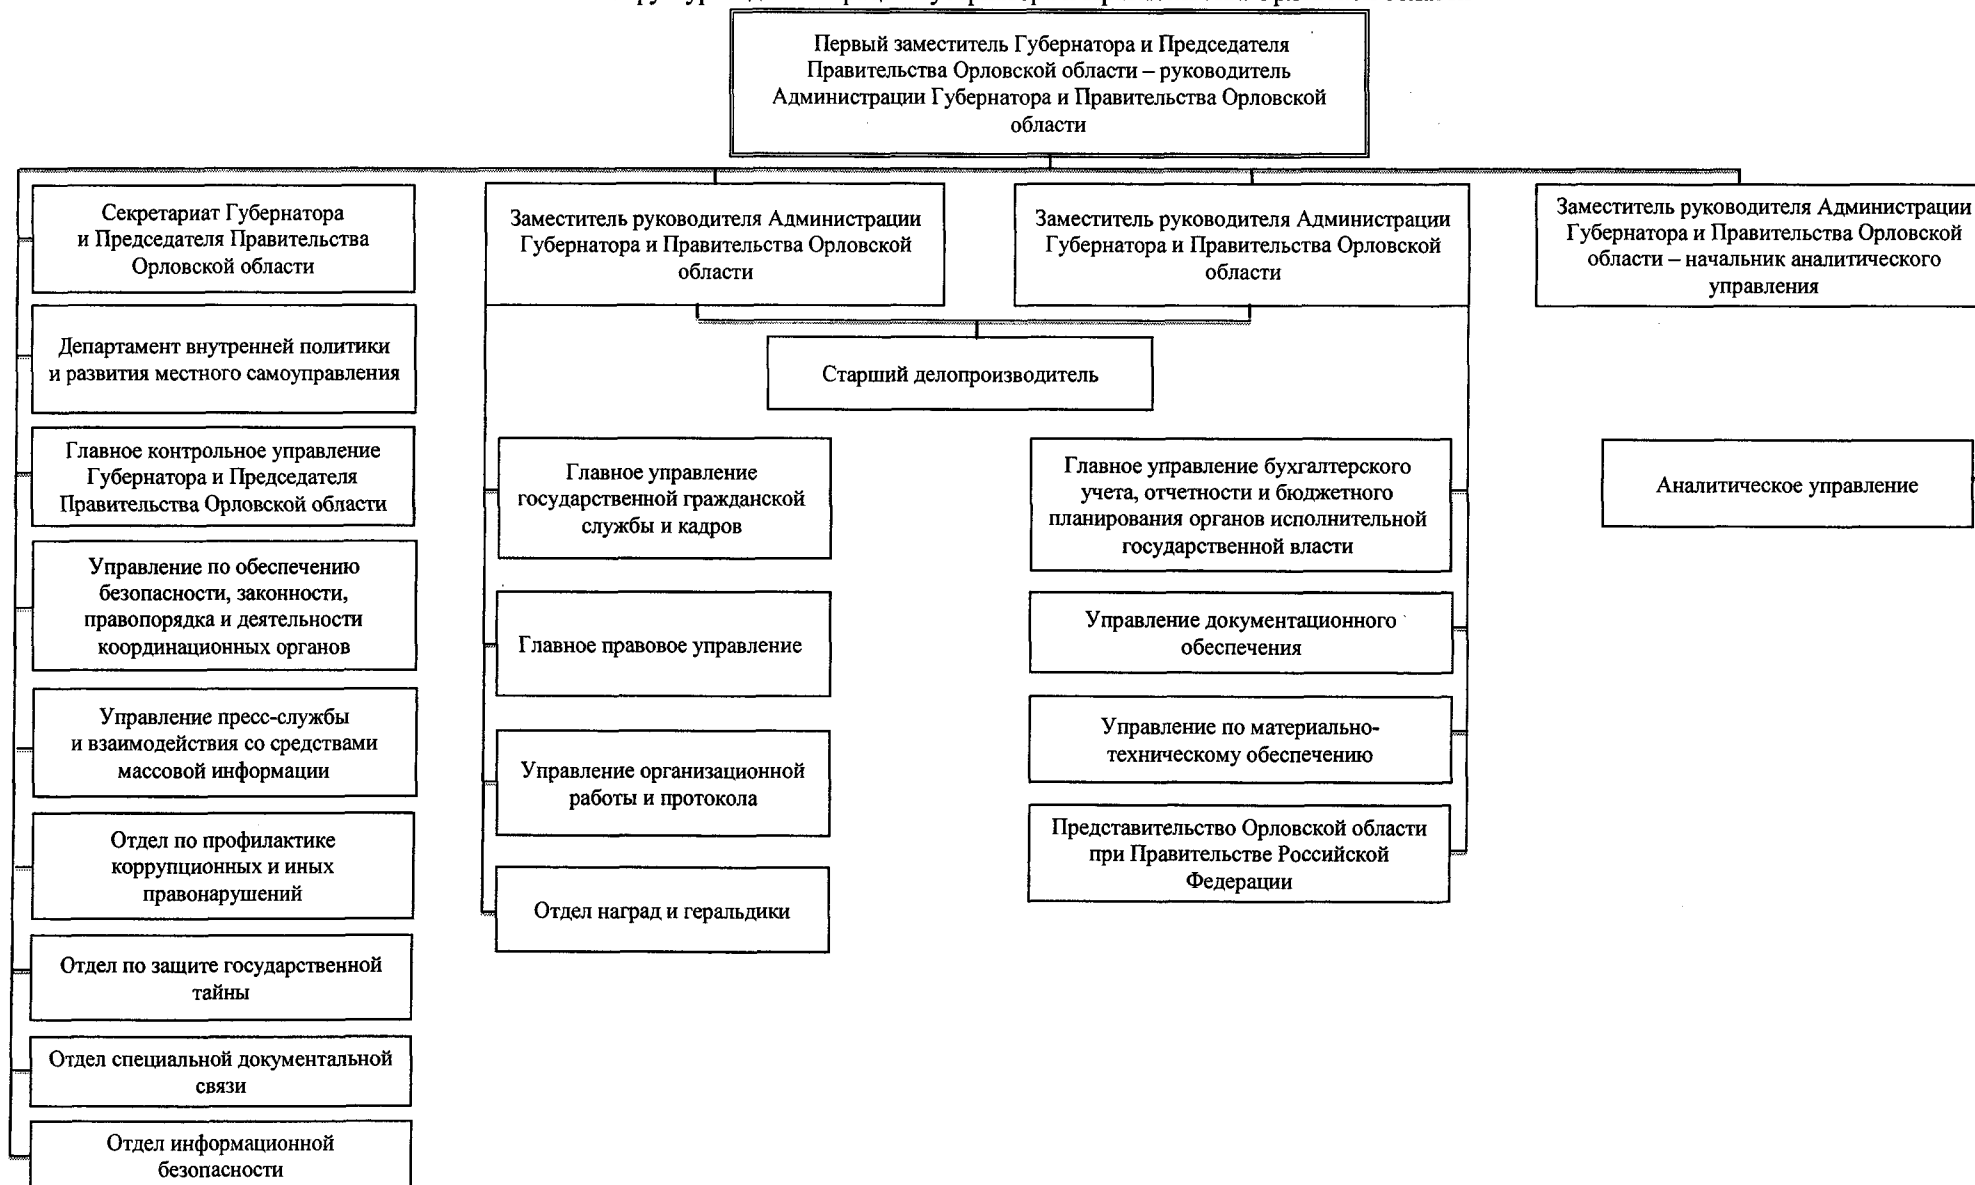 Первый заместитель Губернатора и Председателя
Правительства Орловской области – руководитель
Администрации Губернатора и Правительства Орловской
области
Секретариат Губернатора
и Председателя Правительства
Орловской области
Заместитель руководителя Администрации
Губернатора и Правительства Орловской
области
Заместитель руководителя Администрации
Губернатора и Правительства Орловской
области
Заместитель руководителя Администрации
Губернатора и Правительства Орловской
области – начальник аналитического
управления
Департамент внутренней политики
и развития местного самоуправления
Старший делопроизводитель
Главное контрольное управление
Губернатора и Председателя
Правительства Орловской области
Управление по обеспечению
безопасности, законности,
правопорядка и деятельности
координационных органов
Управление пресс-службы
и взаимодействия со средствами
массовой информации
Отдел по профилактике
коррупционных и иных
правонарушений
Отдел по защите государственной
тайны
Отдел специальной документальной
связи
Отдел информационной
безопасности
Главное управление
государственной гражданской
службы и кадров
Главное правовое управление
Управление организационной
работы и протокола
Отдел наград и геральдики
Главное управление бухгалтерского
учета, отчетности и бюджетного
планирования органов исполнительной
государственной власти
Управление документационного
обеспечения
Управление по материально-
техническому обеспечению
Представительство Орловской области
при Правительстве Российской
Федерации
Аналитическое управление